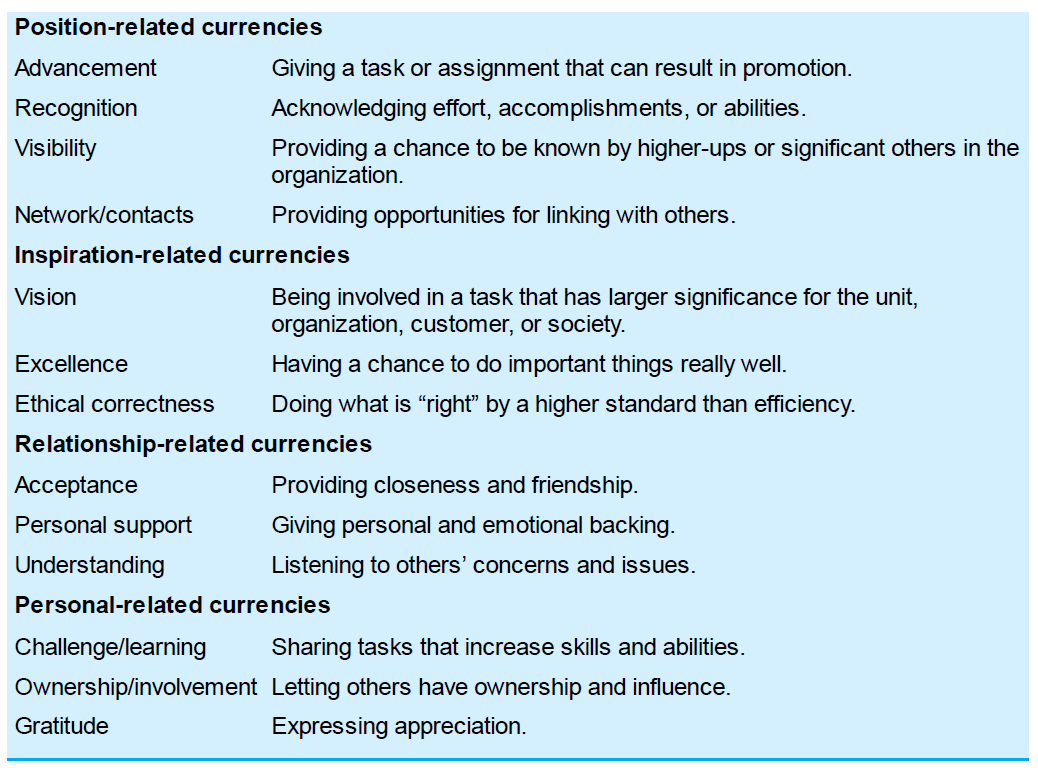 Position-related currencies
Advancement Giving a task or assignment that can result in promotion.
Recognition Acknowledging effort, accomplishments, or abilities.
Visibility Providing a chance to be known by higher-ups or significant others in the
organization.
Network/contacts Providing opportunities for linking with others.
Inspiration-related currencies
Vision Being involved in a task that has larger significance for the unit,
organization, customer, or society.
Excellence Having a chance to do important things really well.
Ethical correctness Doing what is “right” by a higher standard than efficiency.
Relationship-related currencies
Acceptance Providing closeness and friendship.
Personal support Giving personal and emotional backing.
Understanding Listening to others’ concerns and issues.
Personal-related currencies
Challenge/learning Sharing tasks that increase skills and abilities.
Ownership/involvement Letting others have ownership and influence.
Gratitude Expressing appreciation.